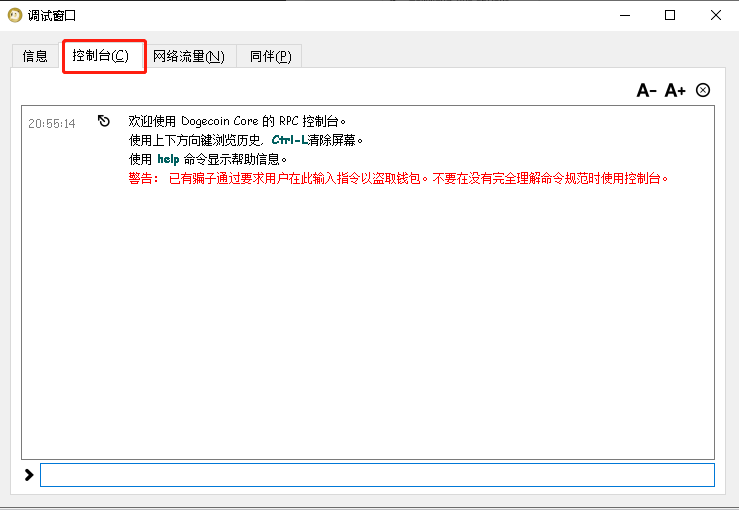 调试窗口
信息 控制台(C) 网络流量(N) 同伴(P)
A- A+
20:55:14 欢迎使用 Dogecoin Core 的 RPC 控制台。
使用上下方向键浏览历史, Ctrl-L清除屏幕。
使用 help 命令显示帮助信息。
警告: 已有骗子通过要求用户在此输入指令以盗取钱包。不要在没有完全理解命令规范时使用控制台。